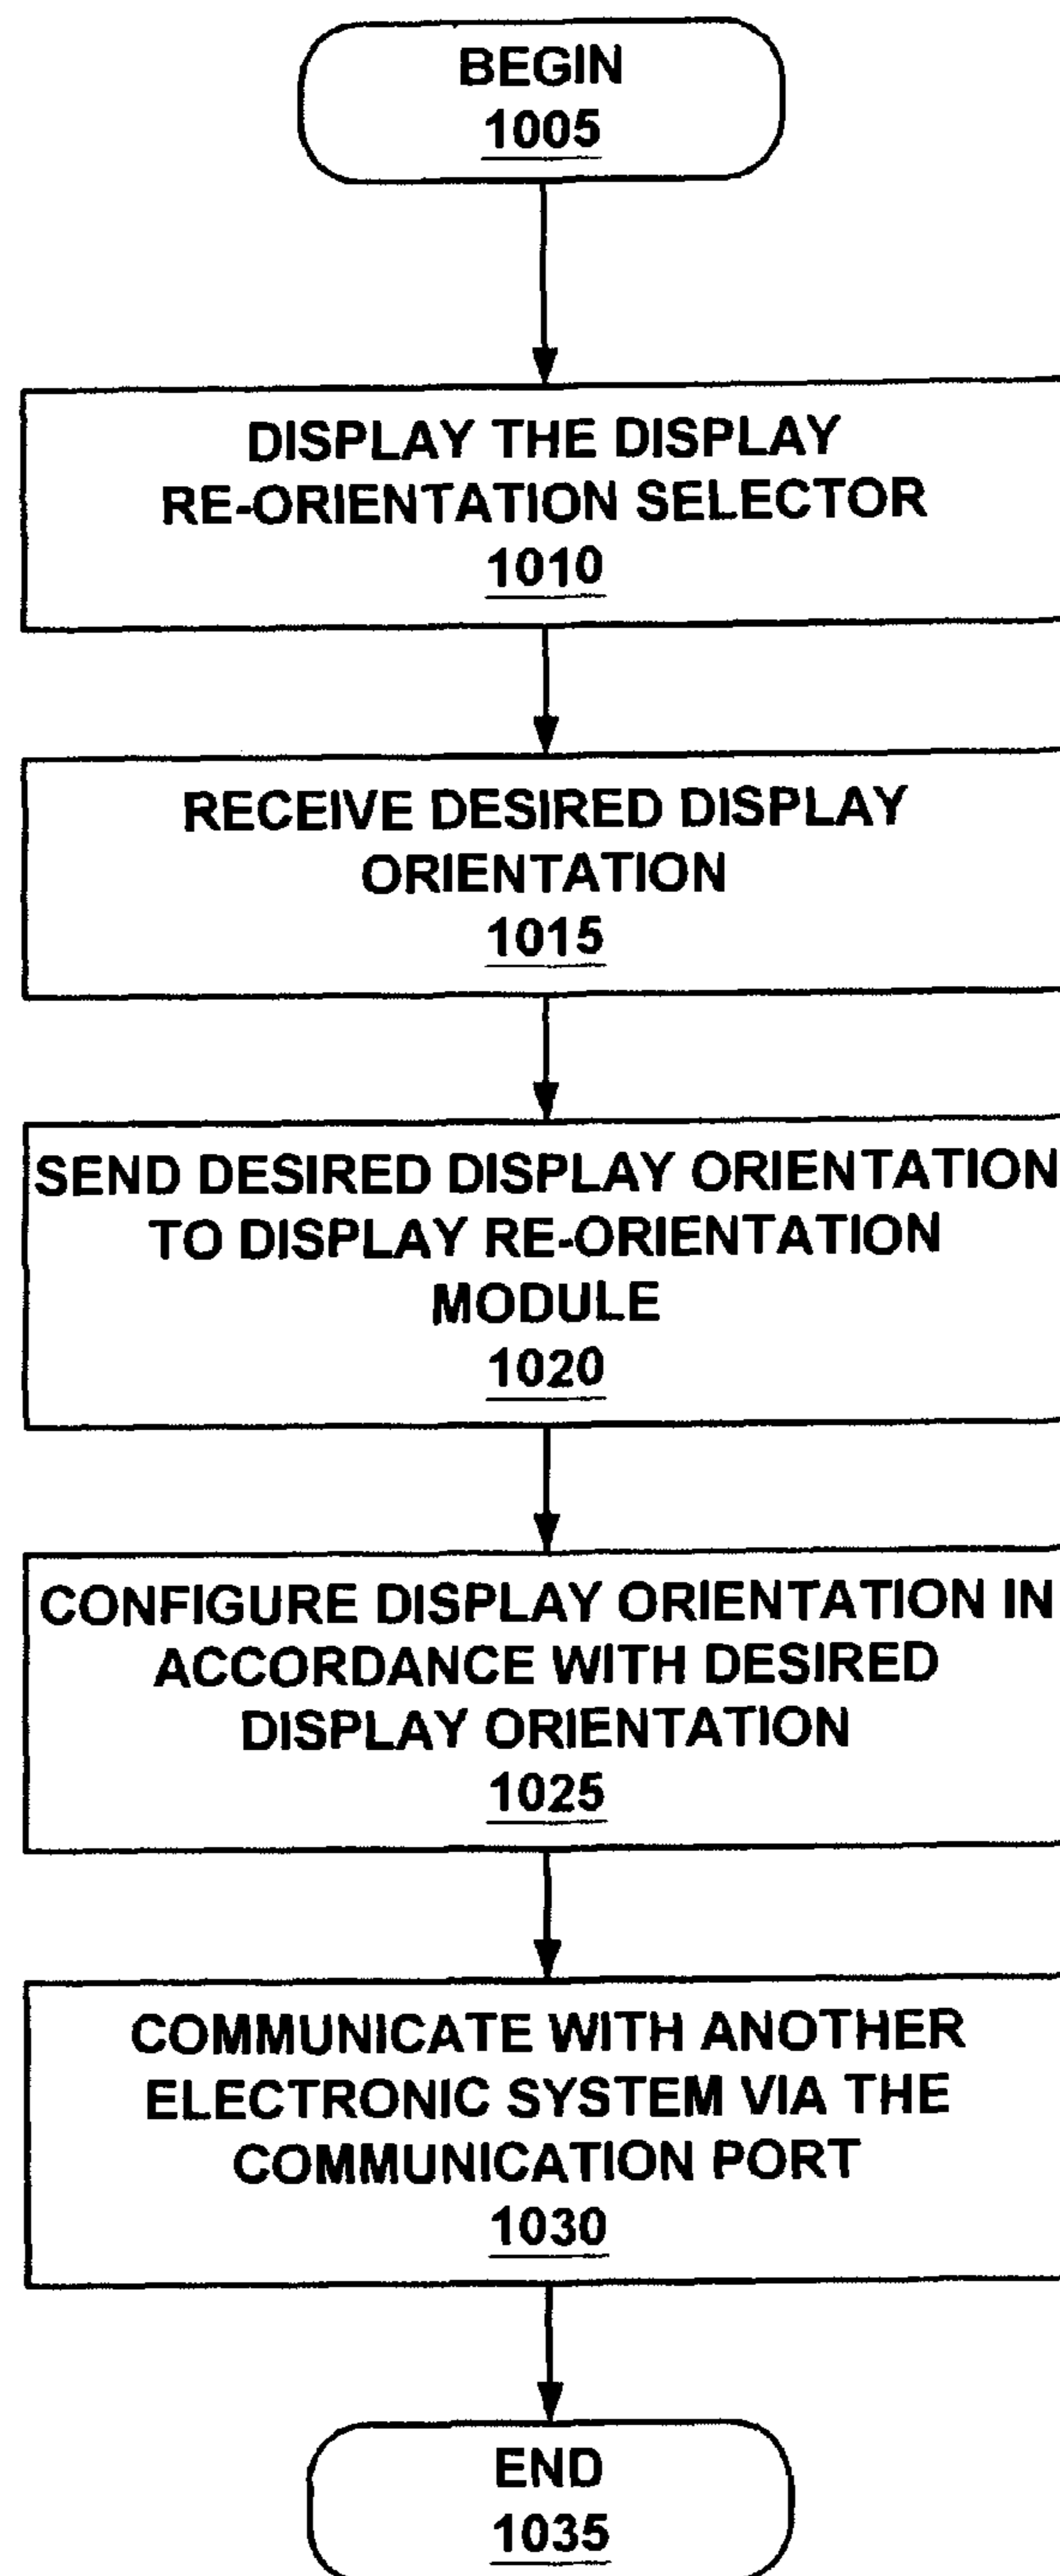 BEGIN
1005
DISPLAY THE DISPLAY
RE-ORIENTATION SELECTOR
1010
RECEIVE DESIRED DISPLAY
ORIENTATION
1015
SEND DESIRED DISPLAY ORIENTATION
TO DISPLAY RE-ORIENTATION
MODULE
1020
CONFIGURE DISPLAY ORIENTATION IN
ACCORDANCE WITH DESIRED
DISPLAY ORIENTATION
1025
COMMUNICATE WITH ANOTHER
ELECTRONIC SYSTEM VIA THE
COMMUNICATION PORT
1030
END
1035